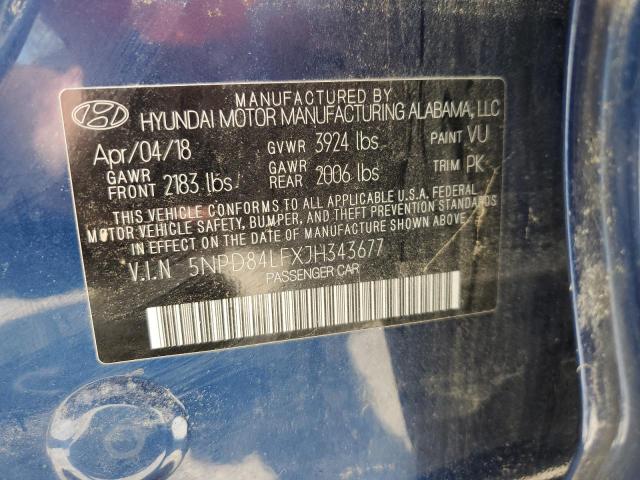 MANUFACTURED BY
HYUNDAI MOTOR MANUFACTURING ALABAMA, LLC
Apr/04/18 GVWR 3924 lbs PAINT VU
GAWR FRONT 2183 lbs GAWR REAR 2006 lbs TRIM PK
THIS VEHICLE CONFORMS TO ALL APPLICABLE U.S.A. FEDERAL
MOTOR VEHICLE SAFETY, BUMPER, AND THEFT PREVENTION STANDARDS
IN EFFECT ON THE DATE OF MANUFACTURE SHOWN ABOVE.
V.I.N 5NPD84LFXJH343677
PASSENGER CAR